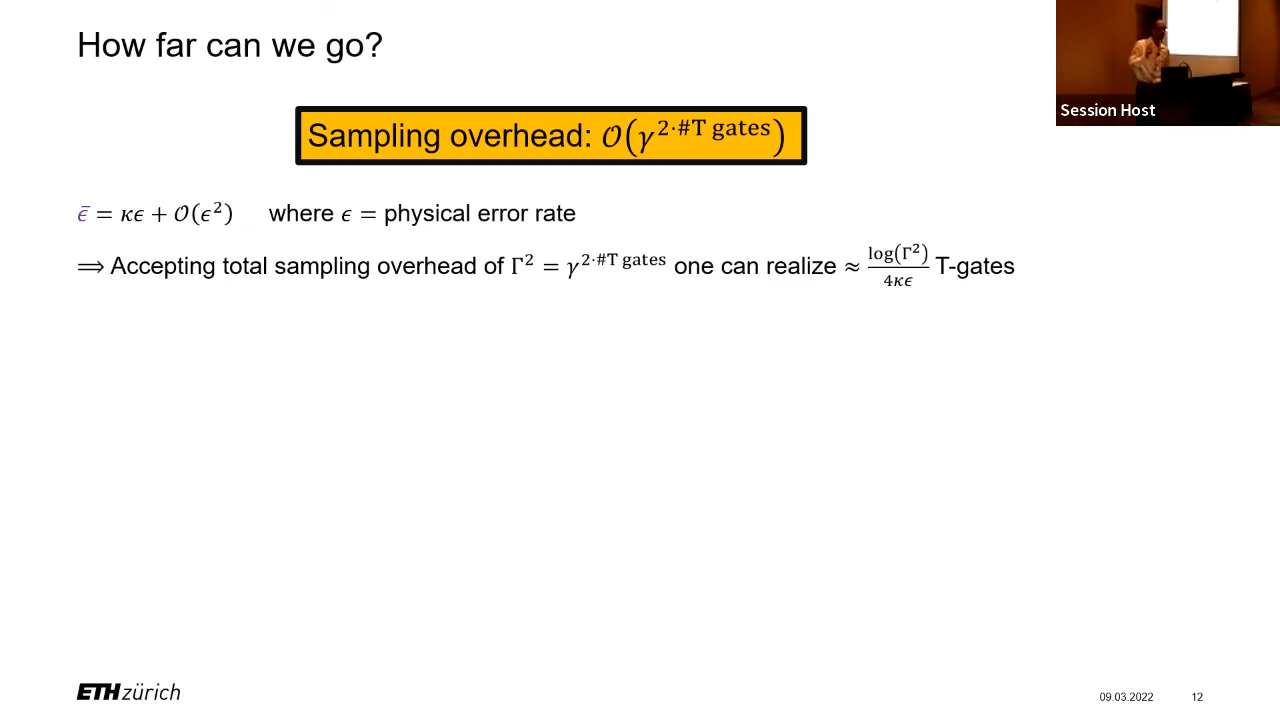 How far can we go?
Session Host
Sampling overhead: 𝒪(γ^{2·#T gates})
ϵ̄ = κϵ + 𝒪(ϵ²) where ϵ = physical error rate
⟹ Accepting total sampling overhead of Γ² = γ^{2·#T gates} one can realize ≈ log(Γ²)/4κϵ T-gates
ETH zürich
09.03.2022 12